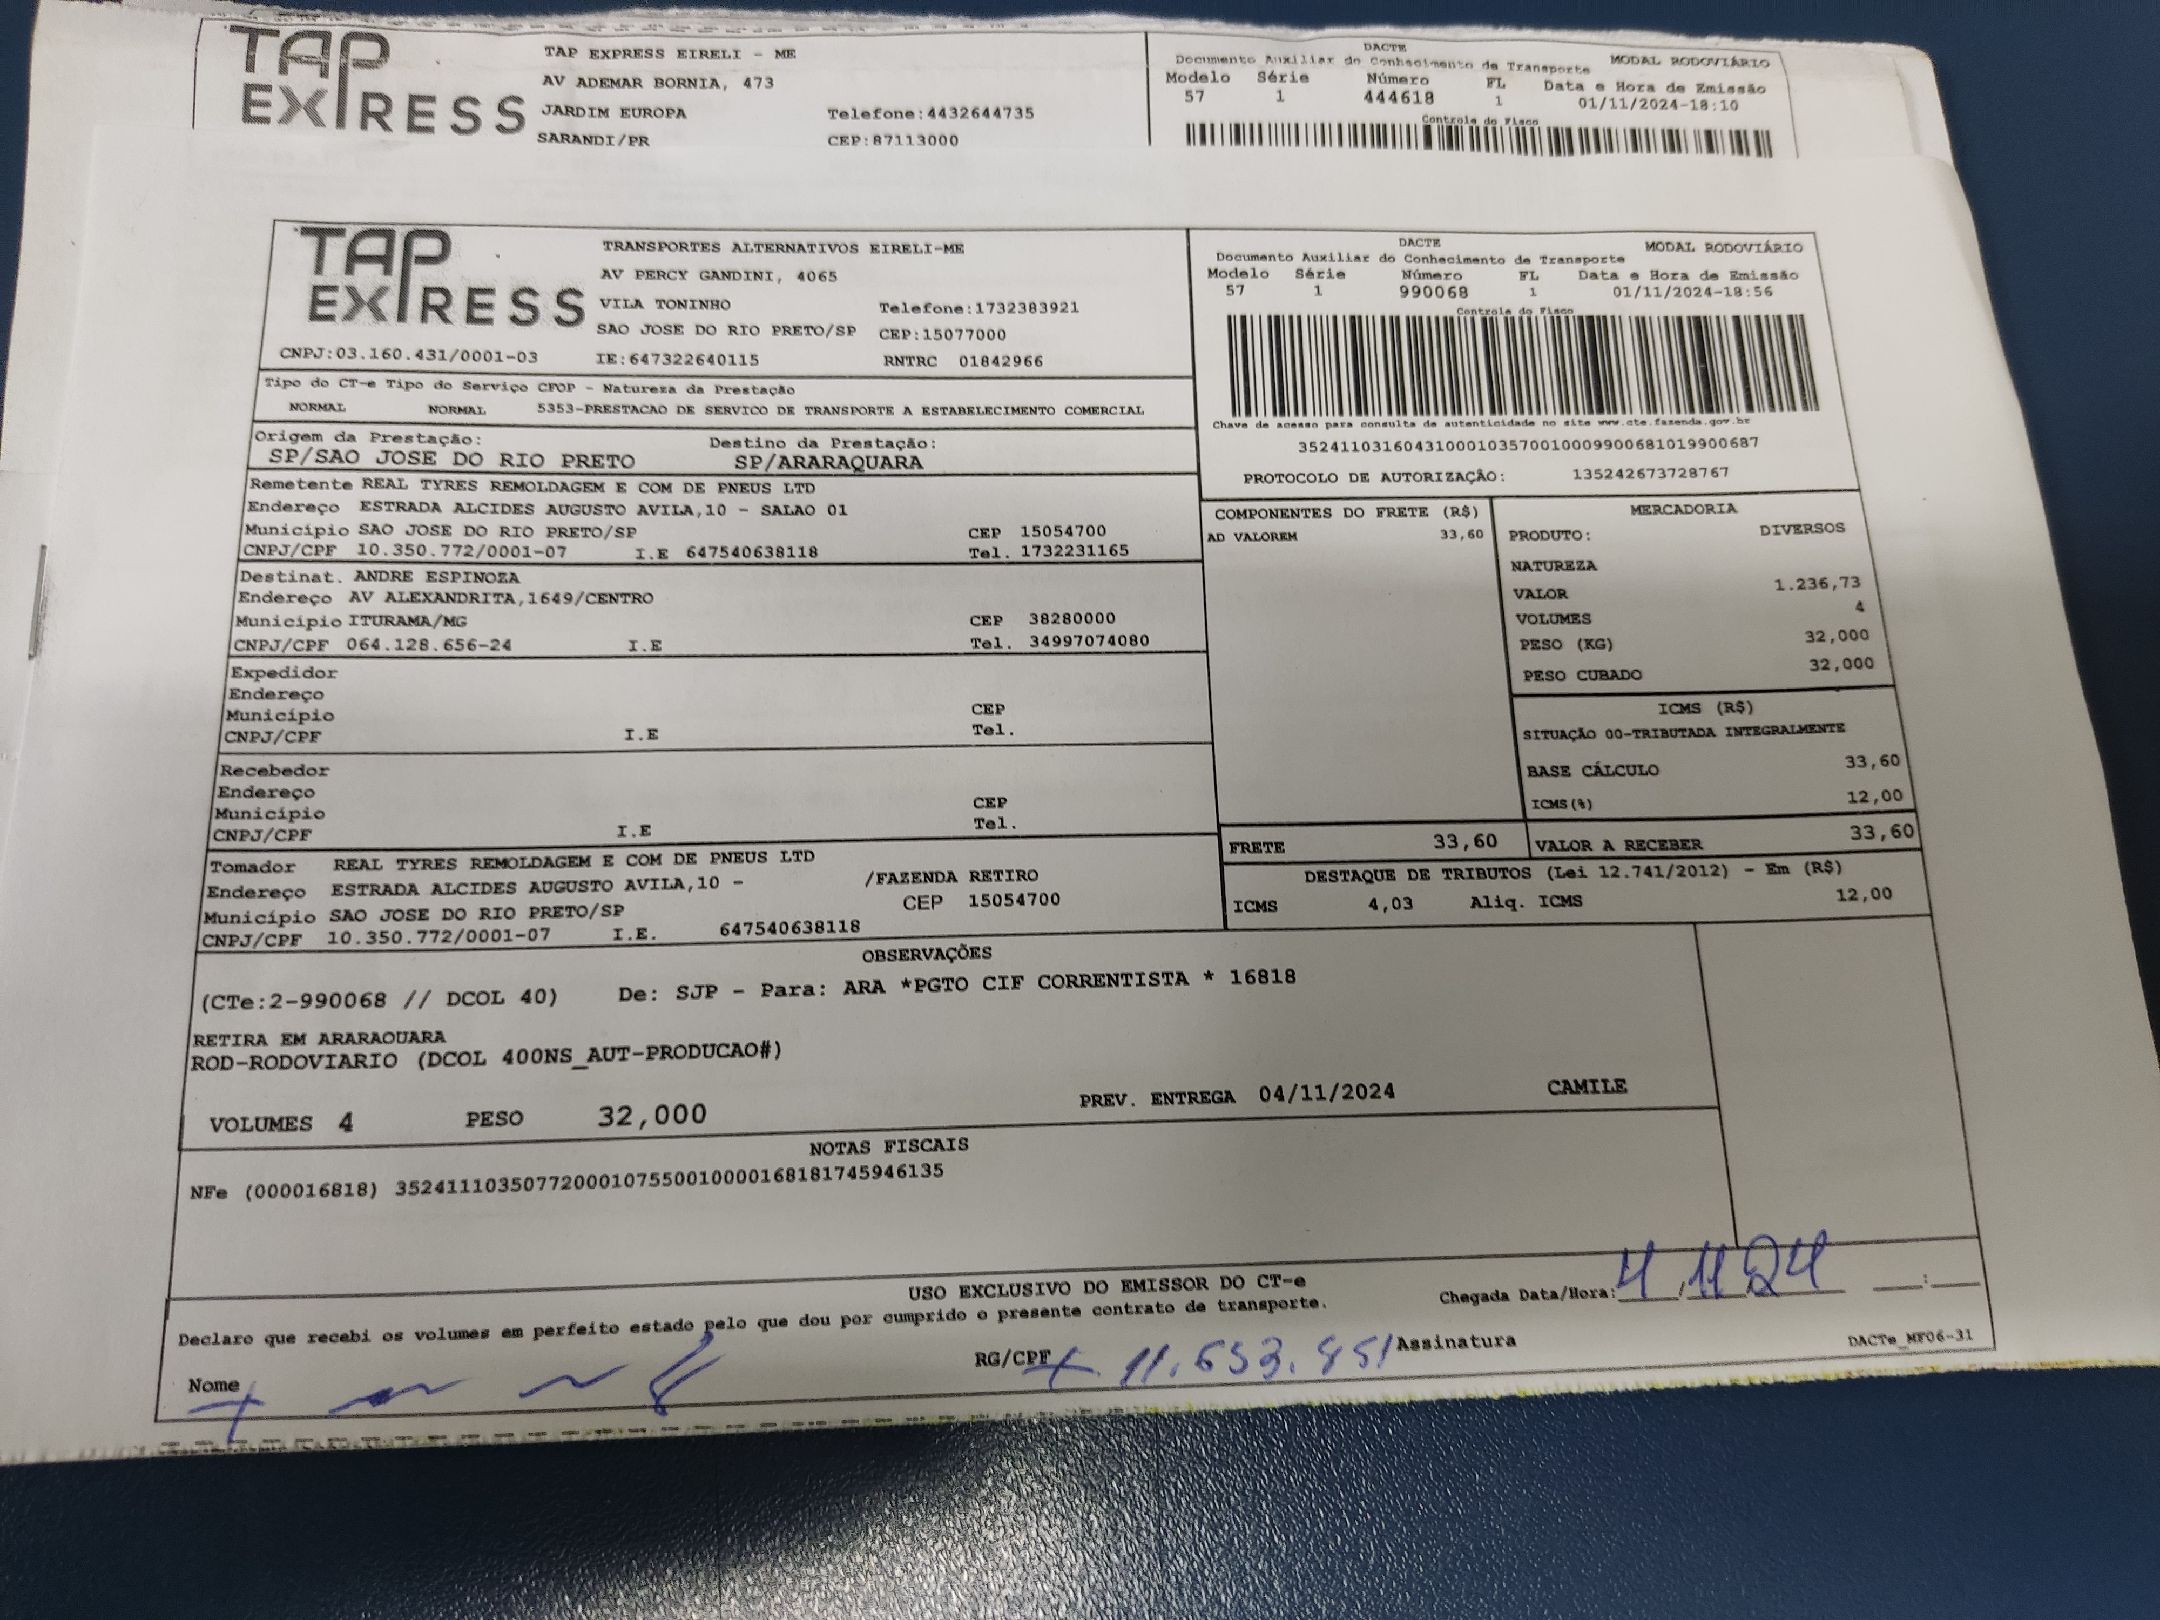 TAP EXPRESS
TAP EXPRESS EIRELI - ME
AV ADEMAR BORNIA, 473
JARDIM EUROPA Telefone:4432644735
SARANDI/PR CEP:87113000
DACTE
Documento Auxiliar do Conhecimento de Transporte MODAL RODOVIÁRIO
Modelo Série Número FL Data e Hora de Emissão
57 1 444618 1 01/11/2024-18:10
Controle do Fisco
TAP EXPRESS
TRANSPORTES ALTERNATIVOS EIRELI-ME
AV PERCY GANDINI, 4065
VILA TONINHO Telefone:1732383921
SAO JOSE DO RIO PRETO/SP CEP:15077000
CNPJ:03.160.431/0001-03 IE:647322640115 RNTRC 01842966
DACTE MODAL RODOVIÁRIO
Documento Auxiliar do Conhecimento de Transporte
Modelo Série Número FL Data e Hora de Emissão
57 1 990068 1 01/11/2024-18:56
Controle do Fisco
Chave de acesso para consulta de autenticidade no site www.cte.fazenda.gov.br
35241103160431000103570010009900681019900687
PROTOCOLO DE AUTORIZAÇÃO: 135242673728767
Tipo do CT-e Tipo do Serviço CFOP - Natureza da Prestação
NORMAL NORMAL 5353-PRESTACAO DE SERVICO DE TRANSPORTE A ESTABELECIMENTO COMERCIAL
Origem da Prestação: Destino da Prestação:
SP/SAO JOSE DO RIO PRETO SP/ARARAQUARA
Remetente REAL TYRES REMOLDAGEM E COM DE PNEUS LTD
Endereço ESTRADA ALCIDES AUGUSTO AVILA,10 - SALAO 01
Município SAO JOSE DO RIO PRETO/SP CEP 15054700
CNPJ/CPF 10.350.772/0001-07 I.E 647540638118 Tel. 1732231165
Destinat. ANDRE ESPINOZA
Endereço AV ALEXANDRITA,1649/CENTRO
Município ITURAMA/MG CEP 38280000
CNPJ/CPF 064.128.656-24 I.E Tel. 34997074080
Expedidor
Endereço
Município CEP
CNPJ/CPF I.E Tel.
Recebedor
Endereço
Município CEP
CNPJ/CPF I.E Tel.
Tomador REAL TYRES REMOLDAGEM E COM DE PNEUS LTD
Endereço ESTRADA ALCIDES AUGUSTO AVILA,10 - /FAZENDA RETIRO
Município SAO JOSE DO RIO PRETO/SP CEP 15054700
CNPJ/CPF 10.350.772/0001-07 I.E. 647540638118
COMPONENTES DO FRETE (R$)
AD VALOREM 33,60
MERCADORIA
PRODUTO: DIVERSOS
NATUREZA
VALOR 1.236,73
VOLUMES 4
PESO (KG) 32,000
PESO CUBADO 32,000
ICMS (R$)
SITUAÇÃO 00-TRIBUTADA INTEGRALMENTE
BASE CÁLCULO 33,60
ICMS(%) 12,00
FRETE 33,60 VALOR A RECEBER 33,60
DESTAQUE DE TRIBUTOS (Lei 12.741/2012) - Em (R$)
ICMS 4,03 Aliq. ICMS 12,00
OBSERVAÇÕES
(CTe:2-990068 // DCOL 40) De: SJP - Para: ARA *PGTO CIF CORRENTISTA * 16818
RETIRA EM ARARAQUARA
ROD-RODOVIARIO (DCOL 400NS_AUT-PRODUCAO#)
VOLUMES 4 PESO 32,000 PREV. ENTREGA 04/11/2024 CAMILE
NOTAS FISCAIS
NFe (000016818) 35241110350772000107550010000168181745946135
USO EXCLUSIVO DO EMISSOR DO CT-e
Declaro que recebi os volumes em perfeito estado pelo que dou por cumprido o presente contrato de transporte.
Chegada Data/Hora: 4/11 24 :
Nome RG/CPF Assinatura
DACTe_MF06-31